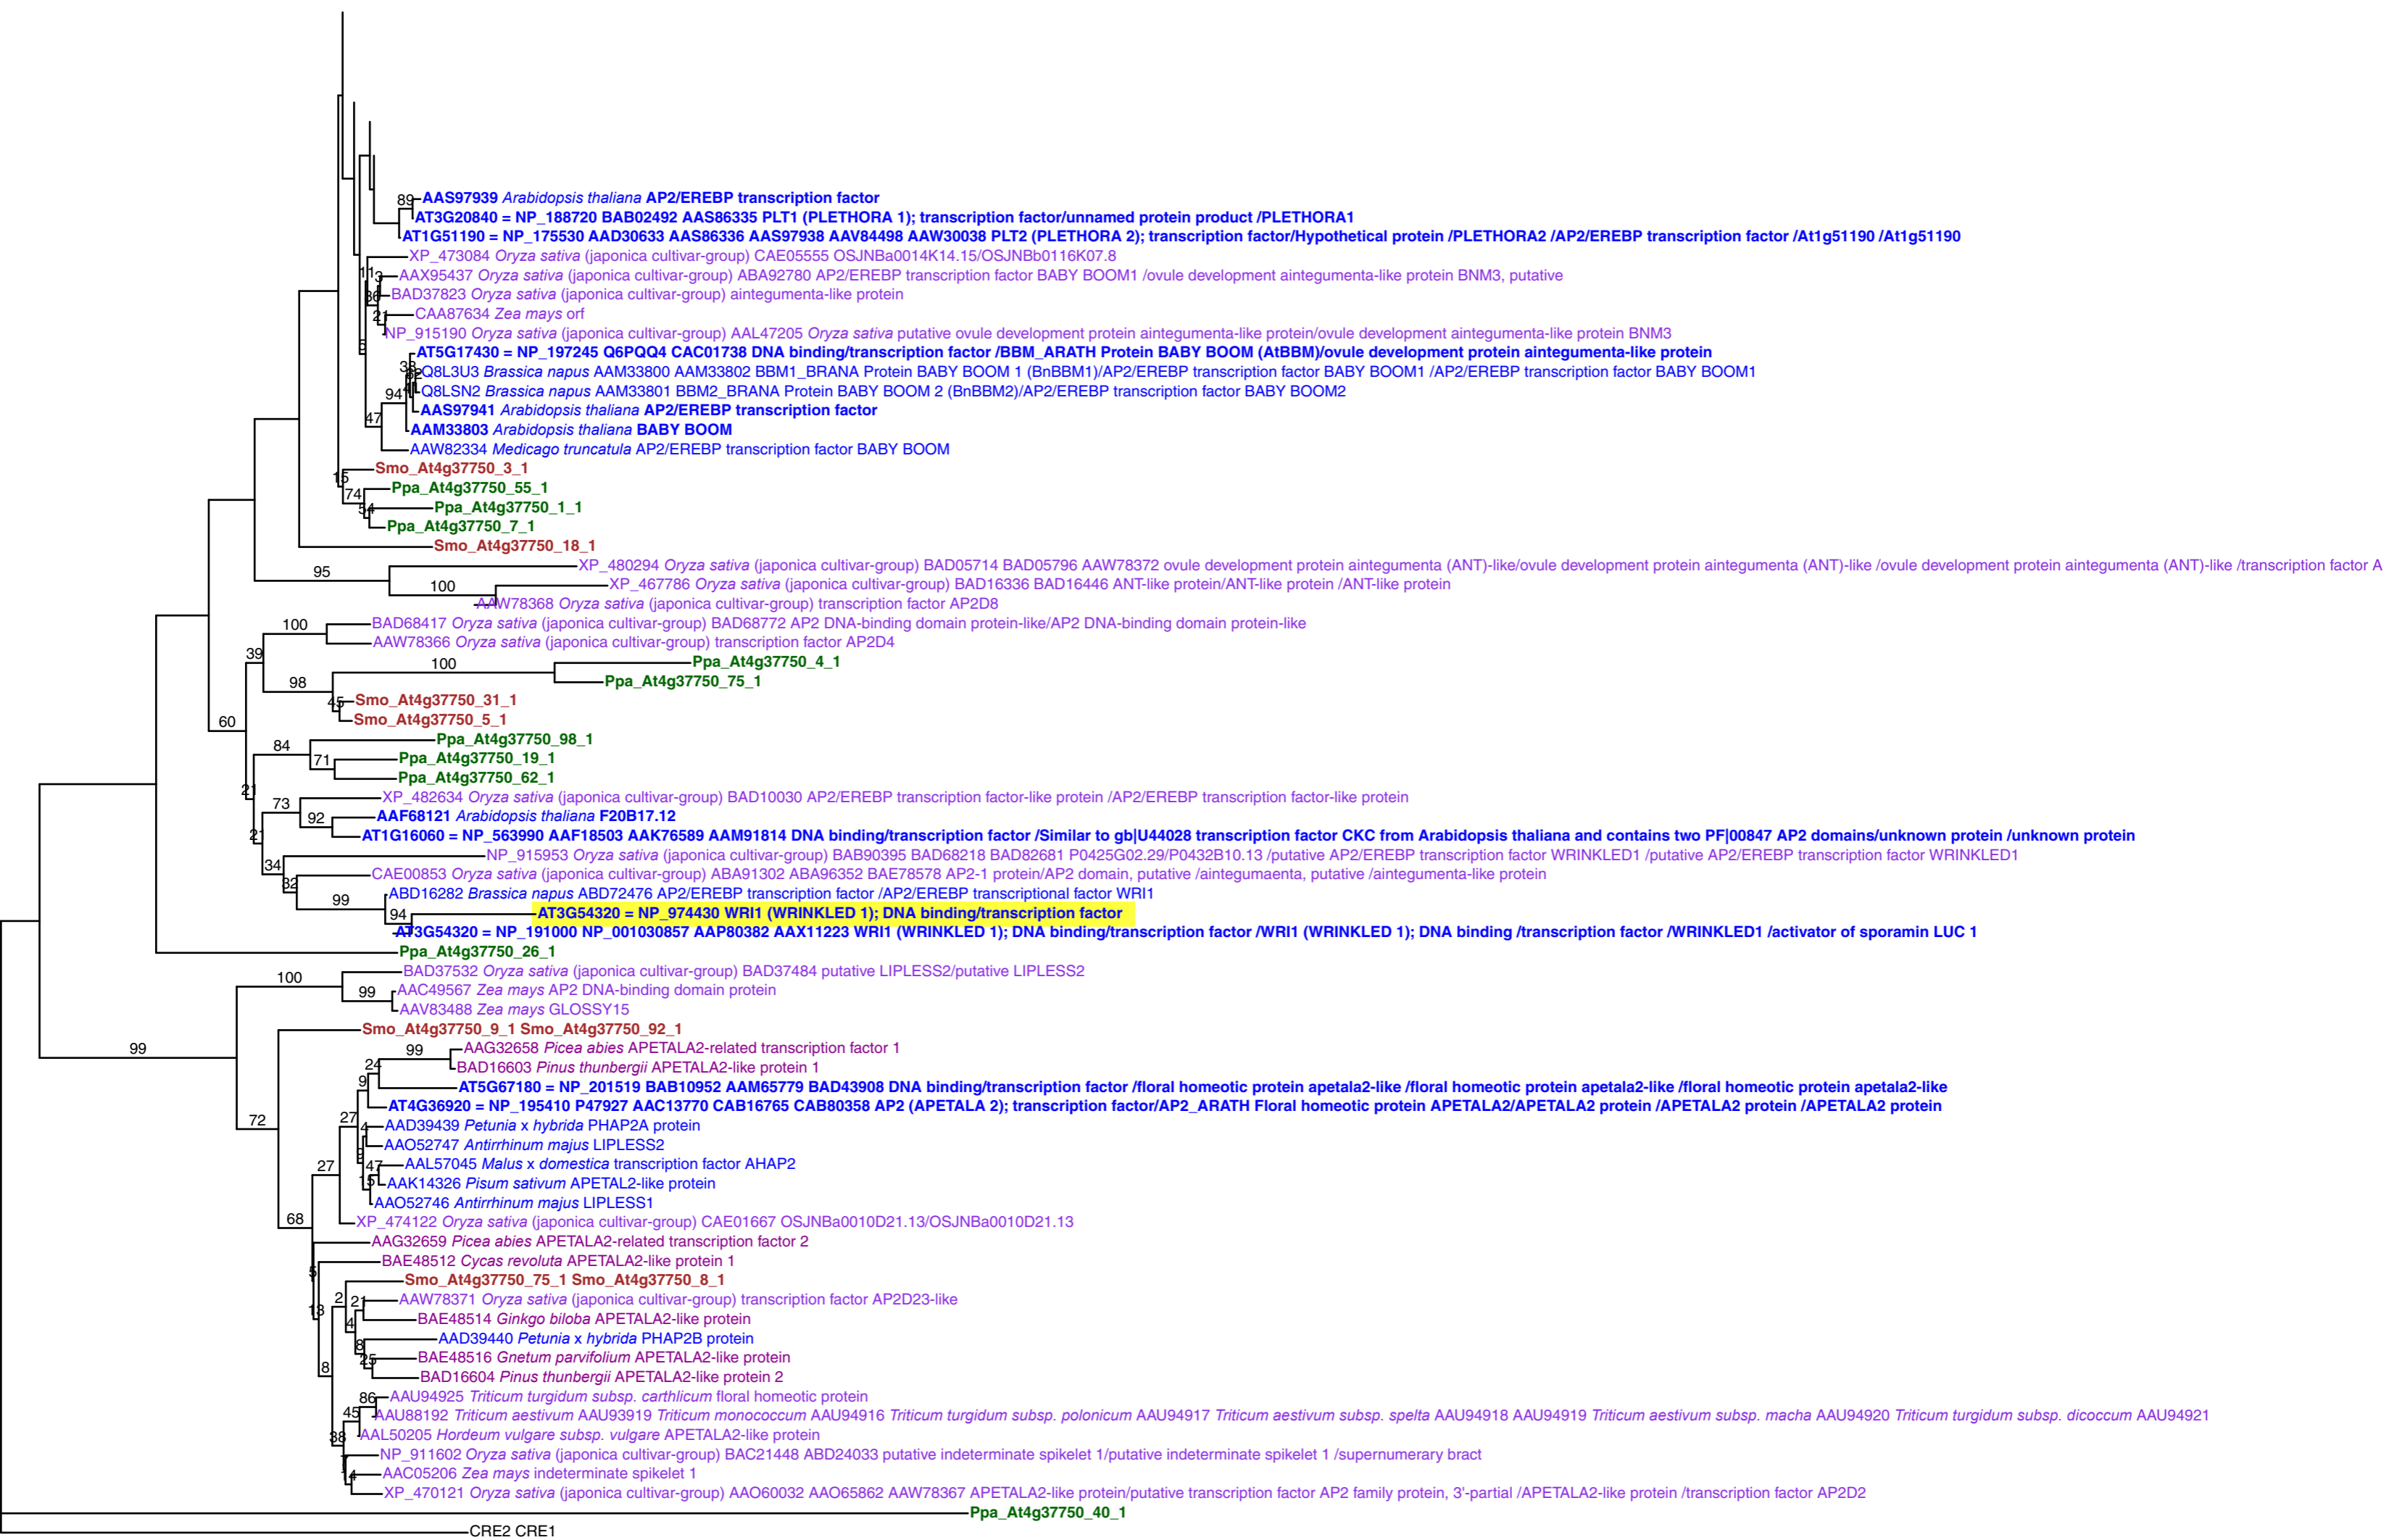 89 AAS97939 Arabidopsis thaliana AP2/EREBP transcription factor
AT3G20840 = NP_188720 BAB02492 AAS86335 PLT1 (PLETHORA 1); transcription factor/unnamed protein product /PLETHORA1
AT1G51190 = NP_175530 AAD30633 AAS86336 AAS97938 AAV84498 AAW30038 PLT2 (PLETHORA 2); transcription factor/Hypothetical protein /PLETHORA2 /AP2/EREBP transcription factor /At1g51190 /At1g51190
XP_473084 Oryza sativa (japonica cultivar-group) CAE05555 OSJNBa0014K14.15/OSJNBb0116K07.8
11 3 AAX95437 Oryza sativa (japonica cultivar-group) ABA92780 AP2/EREBP transcription factor BABY BOOM1 /ovule development aintegumenta-like protein BNM3, putative
36 BAD37823 Oryza sativa (japonica cultivar-group) aintegumenta-like protein
21 CAA87634 Zea mays orf
NP_915190 Oryza sativa (japonica cultivar-group) AAL47205 Oryza sativa putative ovule development protein aintegumenta-like protein/ovule development aintegumenta-like protein BNM3
5 AT5G17430 = NP_197245 Q6PQQ4 CAC01738 DNA binding/transcription factor /BBM_ARATH Protein BABY BOOM (AtBBM)/ovule development protein aintegumenta-like protein
Q8L3U3 Brassica napus AAM33800 AAM33802 BBM1_BRANA Protein BABY BOOM 1 (BnBBM1)/AP2/EREBP transcription factor BABY BOOM1 /AP2/EREBP transcription factor BABY BOOM1
94 Q8LSN2 Brassica napus AAM33801 BBM2_BRANA Protein BABY BOOM 2 (BnBBM2)/AP2/EREBP transcription factor BABY BOOM2
47 AAS97941 Arabidopsis thaliana AP2/EREBP transcription factor
AAM33803 Arabidopsis thaliana BABY BOOM
AAW82334 Medicago truncatula AP2/EREBP transcription factor BABY BOOM
15 Smo_At4g37750_3_1
74 Ppa_At4g37750_55_1
54 Ppa_At4g37750_1_1
Ppa_At4g37750_7_1
Smo_At4g37750_18_1
95 XP_480294 Oryza sativa (japonica cultivar-group) BAD05714 BAD05796 AAW78372 ovule development protein aintegumenta (ANT)-like/ovule development protein aintegumenta (ANT)-like /ovule development protein aintegumenta (ANT)-like /transcription factor A
100 XP_467786 Oryza sativa (japonica cultivar-group) BAD16336 BAD16446 ANT-like protein/ANT-like protein /ANT-like protein
AAW78368 Oryza sativa (japonica cultivar-group) transcription factor AP2D8
100 BAD68417 Oryza sativa (japonica cultivar-group) BAD68772 AP2 DNA-binding domain protein-like/AP2 DNA-binding domain protein-like
AAW78366 Oryza sativa (japonica cultivar-group) transcription factor AP2D4
39 100 Ppa_At4g37750_4_1
98 Ppa_At4g37750_75_1
45 Smo_At4g37750_31_1
60 Smo_At4g37750_5_1
84 Ppa_At4g37750_98_1
71 Ppa_At4g37750_19_1
Ppa_At4g37750_62_1
21 73 XP_482634 Oryza sativa (japonica cultivar-group) BAD10030 AP2/EREBP transcription factor-like protein /AP2/EREBP transcription factor-like protein
92 AAF68121 Arabidopsis thaliana F20B17.12
21 AT1G16060 = NP_563990 AAF18503 AAK76589 AAM91814 DNA binding/transcription factor /Similar to gb|U44028 transcription factor CKC from Arabidopsis thaliana and contains two PF|00847 AP2 domains/unknown protein /unknown protein
NP_915953 Oryza sativa (japonica cultivar-group) BAB90395 BAD68218 BAD82681 P0425G02.29/P0432B10.13 /putative AP2/EREBP transcription factor WRINKLED1 /putative AP2/EREBP transcription factor WRINKLED1
34 CAE00853 Oryza sativa (japonica cultivar-group) ABA91302 ABA96352 BAE78578 AP2-1 protein/AP2 domain, putative /aintegumaenta, putative /aintegumenta-like protein
32 99 ABD16282 Brassica napus ABD72476 AP2/EREBP transcription factor /AP2/EREBP transcriptional factor WRI1
94 AT3G54320 = NP_974430 WRI1 (WRINKLED 1); DNA binding/transcription factor
AT3G54320 = NP_191000 NP_001030857 AAP80382 AAX11223 WRI1 (WRINKLED 1); DNA binding/transcription factor /WRI1 (WRINKLED 1); DNA binding /transcription factor /WRINKLED1 /activator of sporamin LUC 1
Ppa_At4g37750_26_1
100 BAD37532 Oryza sativa (japonica cultivar-group) BAD37484 putative LIPLESS2/putative LIPLESS2
99 AAC49567 Zea mays AP2 DNA-binding domain protein
AAV83488 Zea mays GLOSSY15
Smo_At4g37750_9_1 Smo_At4g37750_92_1
99 99 AAG32658 Picea abies APETALA2-related transcription factor 1
24 BAD16603 Pinus thunbergii APETALA2-like protein 1
9 AT5G67180 = NP_201519 BAB10952 AAM65779 BAD43908 DNA binding/transcription factor /floral homeotic protein apetala2-like /floral homeotic protein apetala2-like /floral homeotic protein apetala2-like
AT4G36920 = NP_195410 P47927 AAC13770 CAB16765 CAB80358 AP2 (APETALA 2); transcription factor/AP2_ARATH Floral homeotic protein APETALA2/APETALA2 protein /APETALA2 protein /APETALA2 protein
72 27 4 AAD39439 Petunia x hybrida PHAP2A protein
9 AAO52747 Antirrhinum majus LIPLESS2
27 47 AAL57045 Malus x domestica transcription factor AHAP2
15 AAK14326 Pisum sativum APETAL2-like protein
AAO52746 Antirrhinum majus LIPLESS1
68 XP_474122 Oryza sativa (japonica cultivar-group) CAE01667 OSJNBa0010D21.13/OSJNBa0010D21.13
AAG32659 Picea abies APETALA2-related transcription factor 2
5 BAE48512 Cycas revoluta APETALA2-like protein 1
Smo_At4g37750_75_1 Smo_At4g37750_8_1
13 2 21 AAW78371 Oryza sativa (japonica cultivar-group) transcription factor AP2D23-like
4 BAE48514 Ginkgo biloba APETALA2-like protein
8 AAD39440 Petunia x hybrida PHAP2B protein
8 25 BAE48516 Gnetum parvifolium APETALA2-like protein
BAD16604 Pinus thunbergii APETALA2-like protein 2
86 AAU94925 Triticum turgidum subsp. carthlicum floral homeotic protein
45 AAU88192 Triticum aestivum AAU93919 Triticum monococcum AAU94916 Triticum turgidum subsp. polonicum AAU94917 Triticum aestivum subsp. spelta AAU94918 AAU94919 Triticum aestivum subsp. macha AAU94920 Triticum turgidum subsp. dicoccum AAU94921
38 AAL50205 Hordeum vulgare subsp. vulgare APETALA2-like protein
NP_911602 Oryza sativa (japonica cultivar-group) BAC21448 ABD24033 putative indeterminate spikelet 1/putative indeterminate spikelet 1 /supernumerary bract
4 AAC05206 Zea mays indeterminate spikelet 1
XP_470121 Oryza sativa (japonica cultivar-group) AAO60032 AAO65862 AAW78367 APETALA2-like protein/putative transcription factor AP2 family protein, 3'-partial /APETALA2-like protein /transcription factor AP2D2
Ppa_At4g37750_40_1
CRE2 CRE1